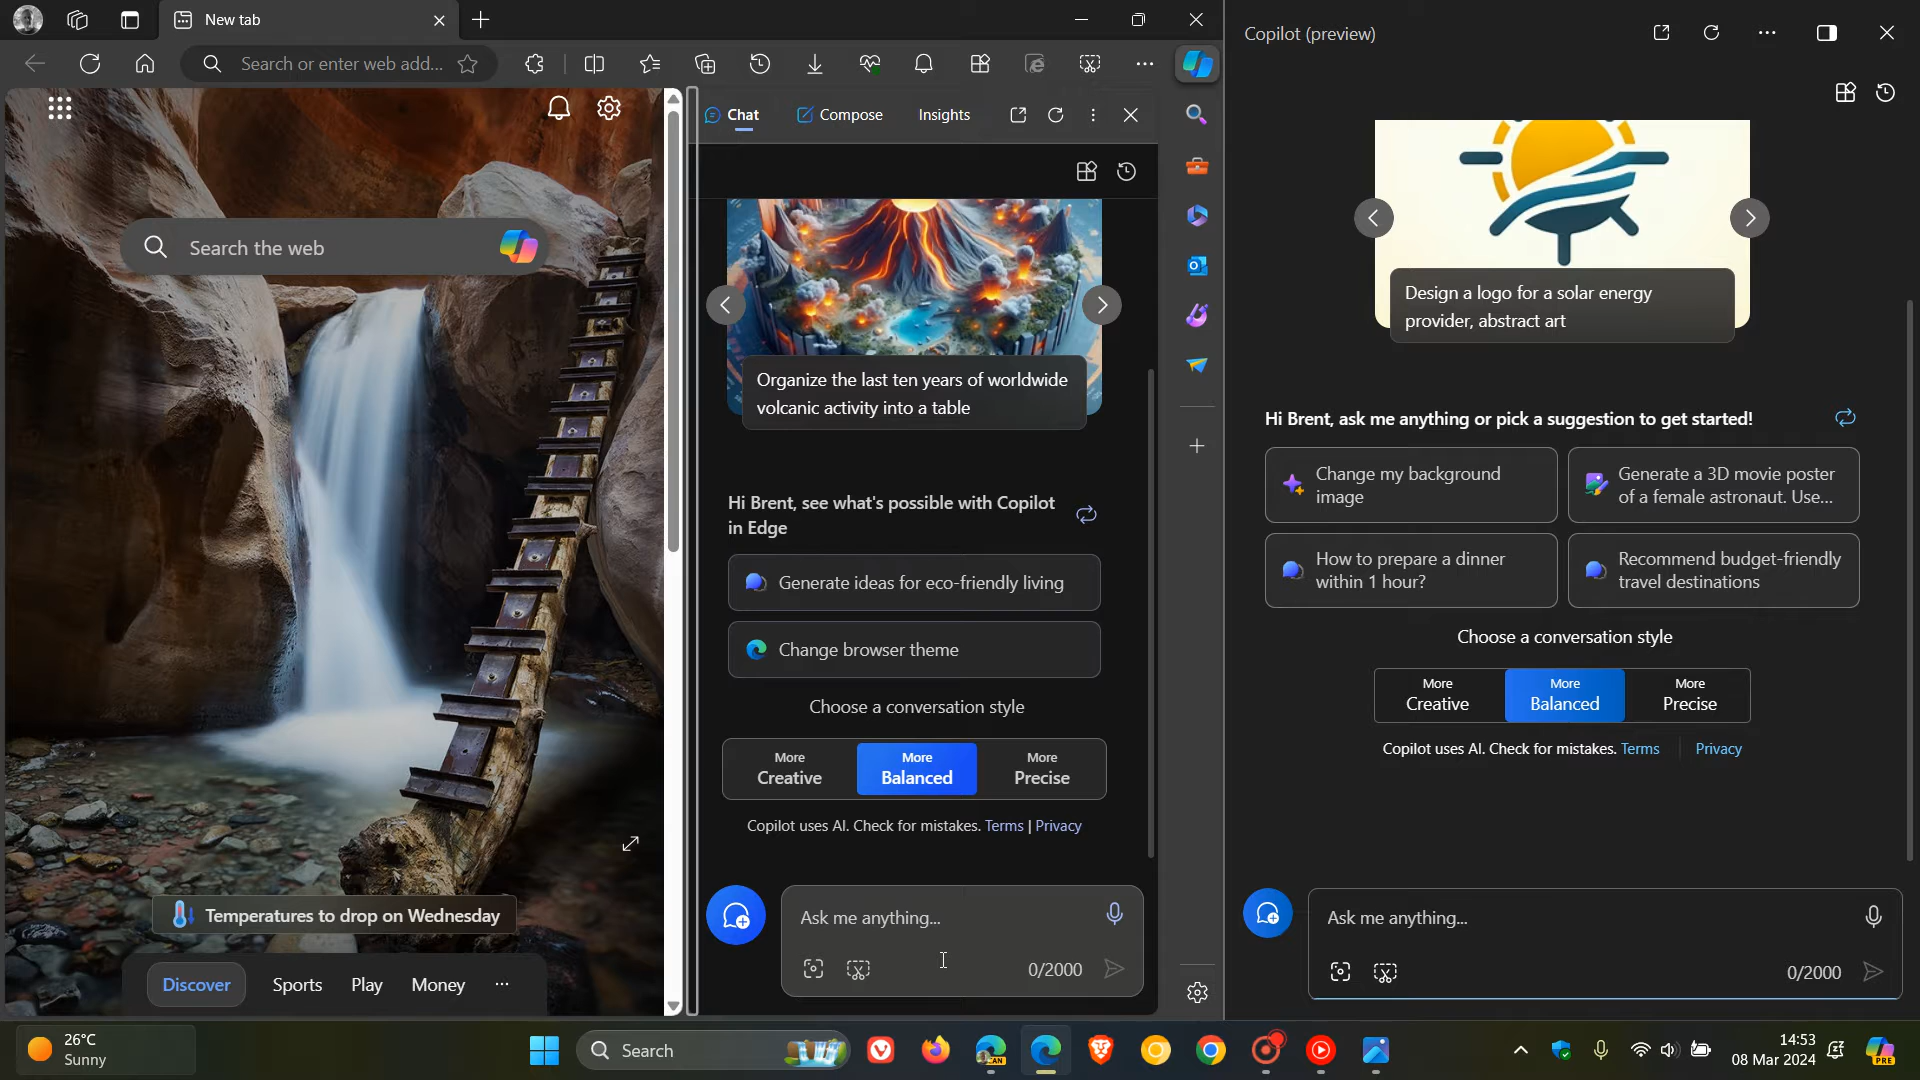 New tab
Search or enter web add...
Search the web
Temperatures to drop on Wednesday
Discover
Sports
Play
Money
Chat
Compose
Insights
Organize the last ten years of worldwide
volcanic activity into a table
Hi Brent, see what's possible with Copilot
in Edge
Generate ideas for eco-friendly living
Change browser theme
Choose a conversation style
More
Creative
More
Balanced
More
Precise
Copilot uses AI. Check for mistakes. Terms | Privacy
Ask me anything...
0/2000
Copilot (preview)
Design a logo for a solar energy
provider, abstract art
Hi Brent, ask me anything or pick a suggestion to get started!
Change my background
image
Generate a 3D movie poster
of a female astronaut. Use...
How to prepare a dinner
within 1 hour?
Recommend budget-friendly
travel destinations
Choose a conversation style
More
Creative
More
Balanced
More
Precise
Copilot uses AI. Check for mistakes. Terms Privacy
Ask me anything...
0/2000
26°C
Sunny
Search
CAN
14:53
08 Mar 2024
PRE